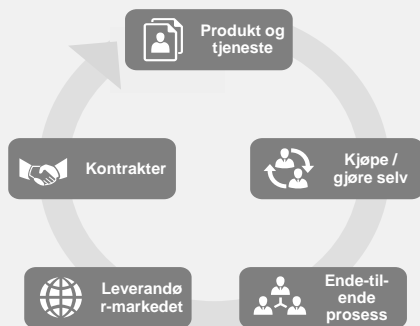 Produkt og
tjeneste
Kjøpe /
gjøre selv
Ende-til-
ende
prosess
Leverandø
r-markedet
Kontrakter